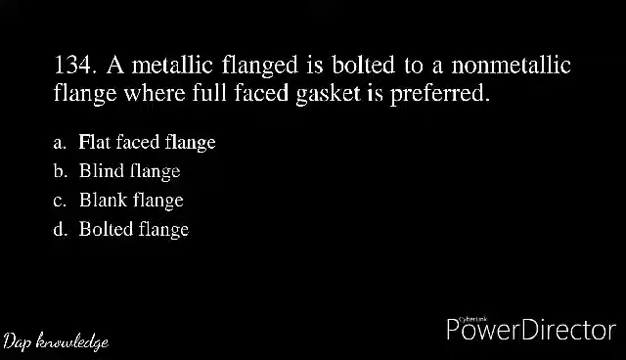 134. A metallic flanged is bolted to a nonmetallic
flange where full faced gasket is preferred.
a. Flat faced flange
b. Blind flange
c. Blank flange
d. Bolted flange
CyberLink
PowerDirector
Dap knowledge